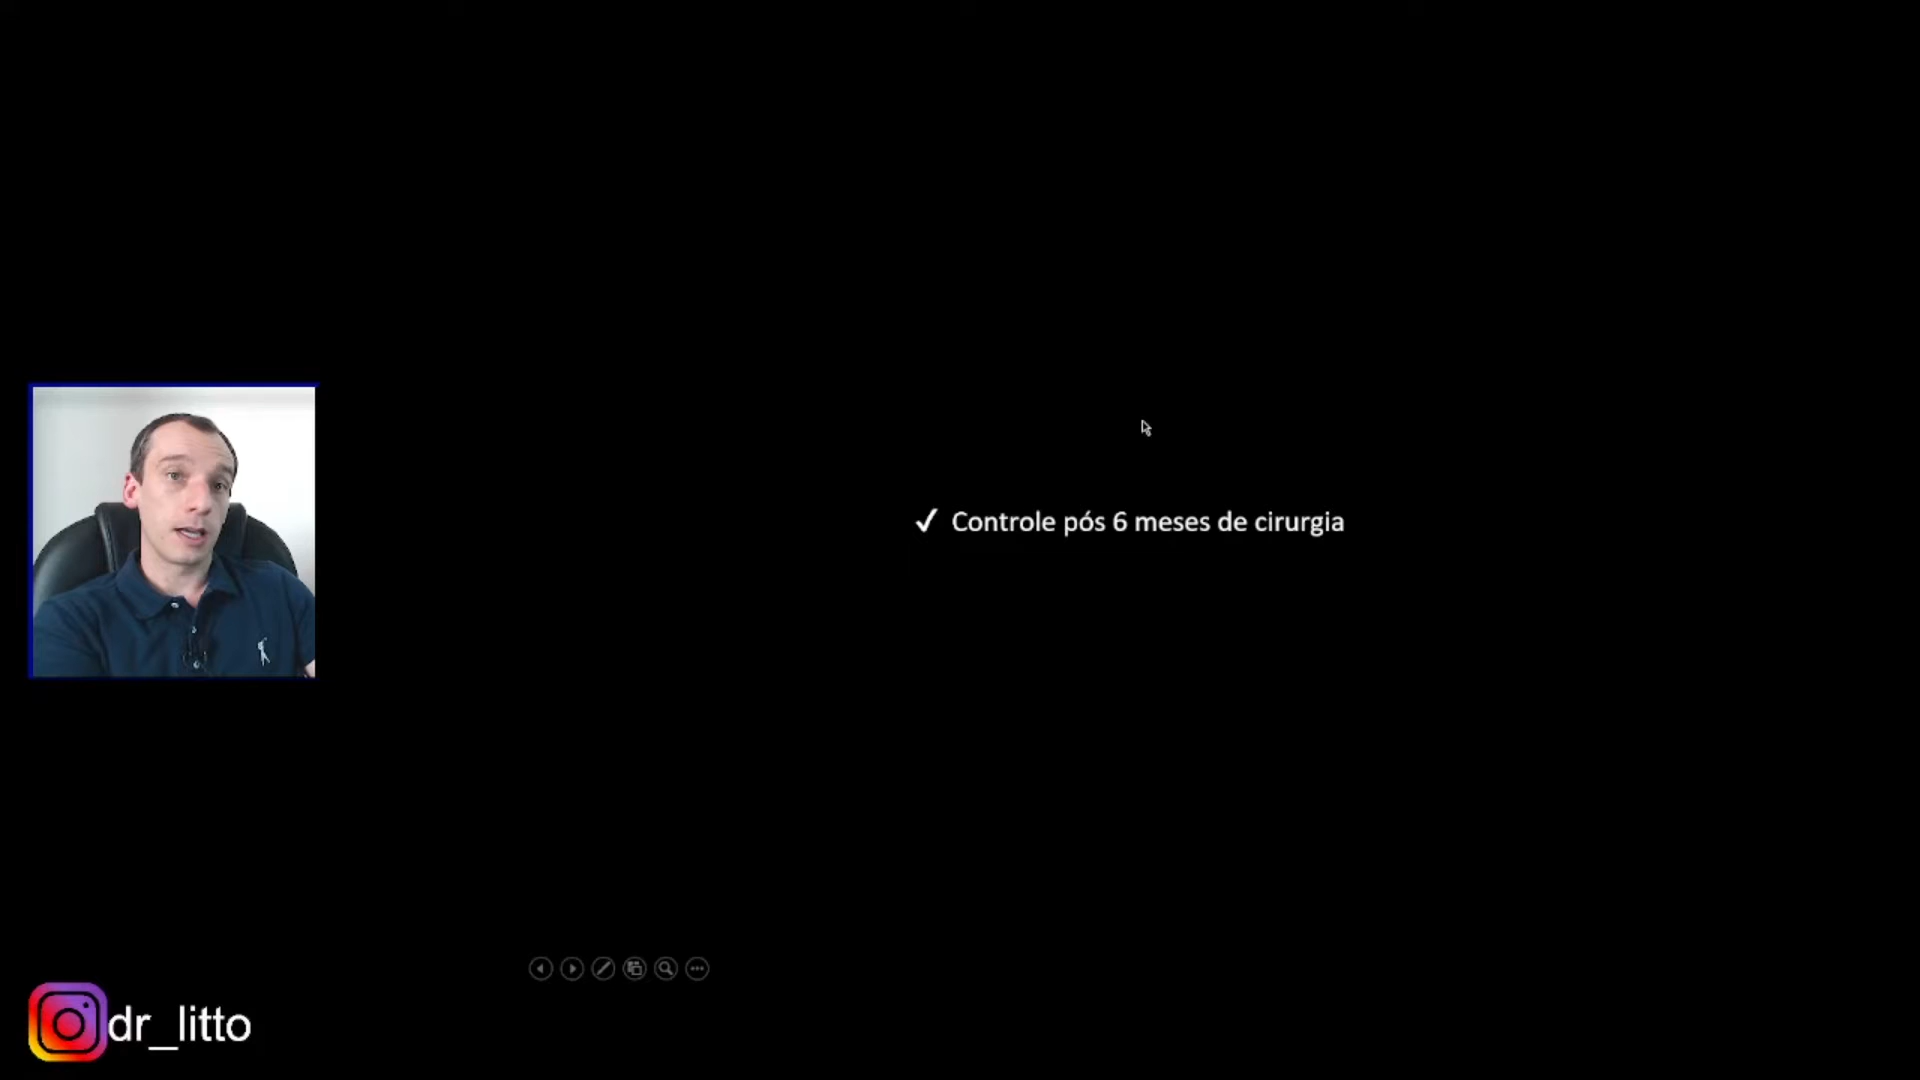 ✓ Controle pós 6 meses de cirurgia
dr_litto